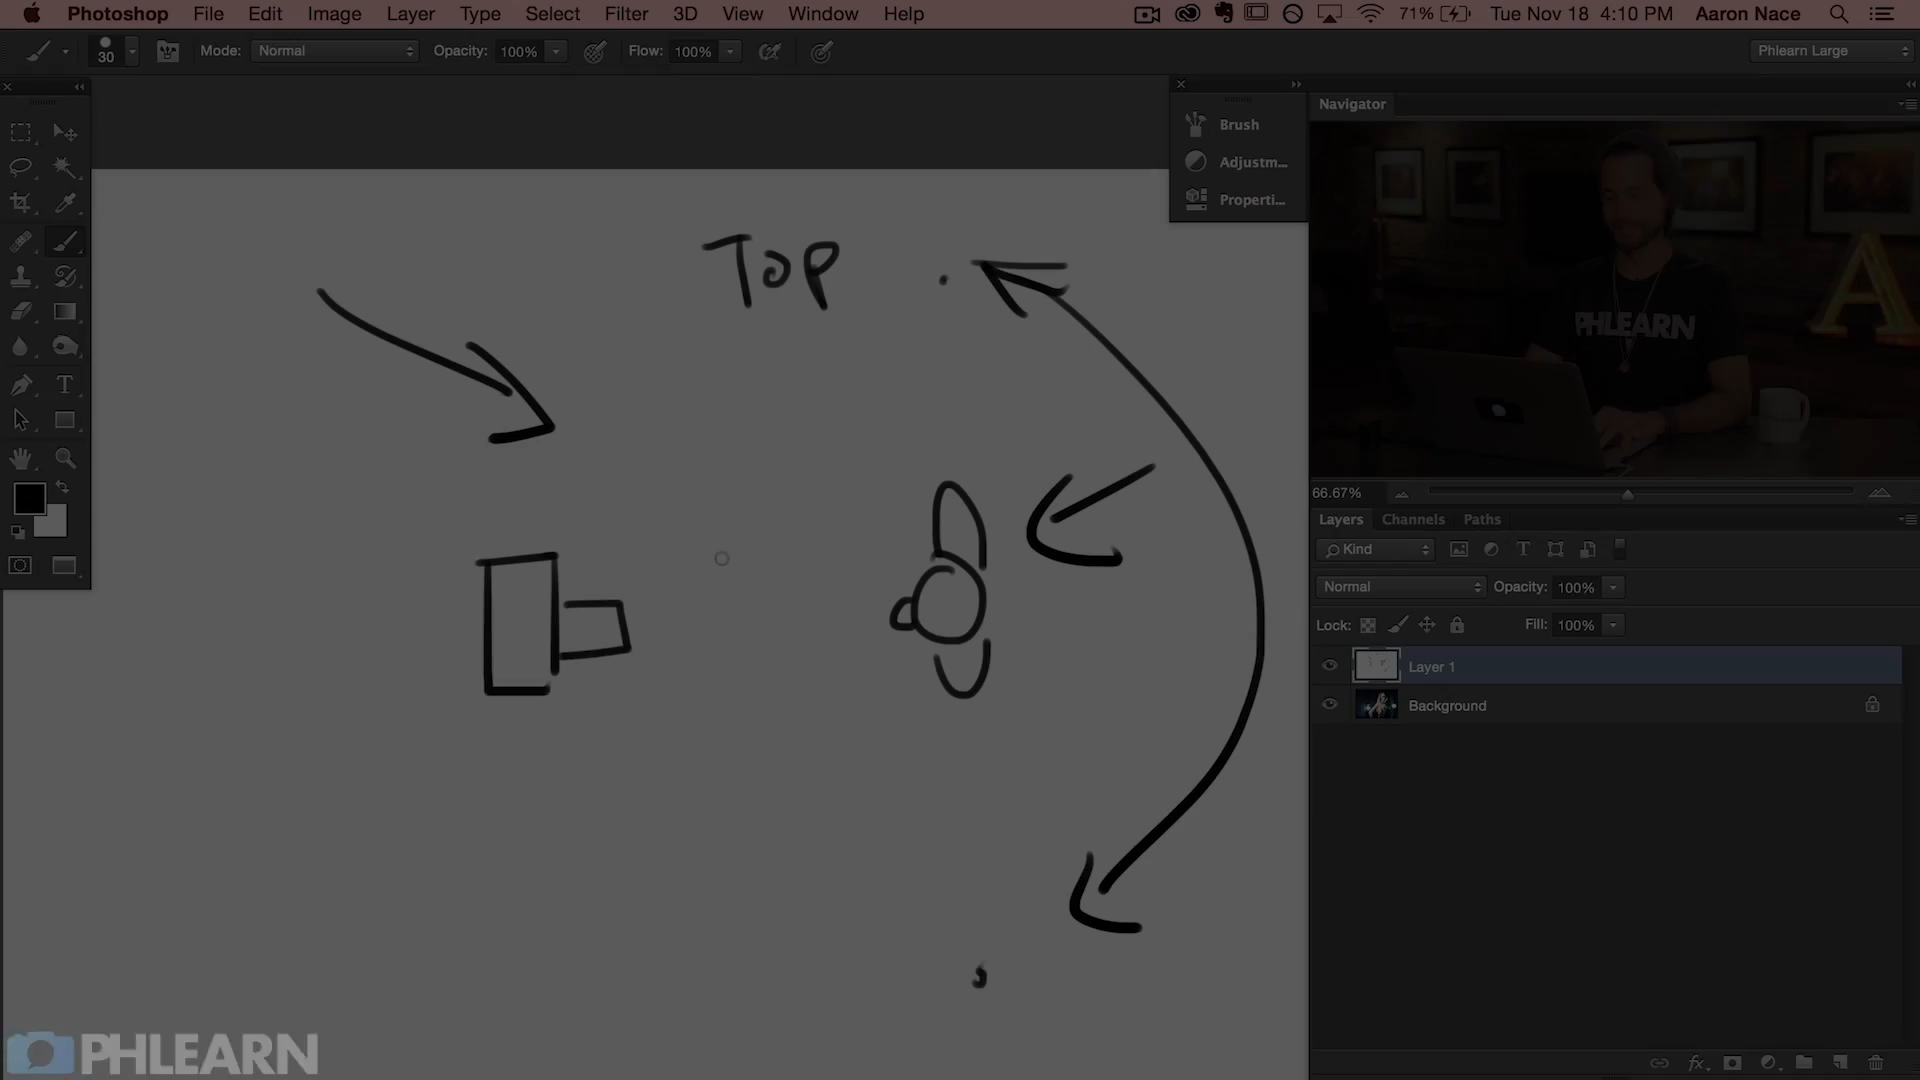 Photoshop File Edit Image Layer Type Select Filter 3D View Window Help 71% Tue Nov 18 4:10 PM Aaron Nace
30 Mode: Normal Opacity: 100% Flow: 100% Phlearn Large
Navigator
Brush
Adjustm...
Properti...
TOP
PHLEARN
A
66.67%
Layers Channels Paths
Kind
Normal Opacity: 100%
Lock: Fill: 100%
Layer 1
Background
PHLEARN